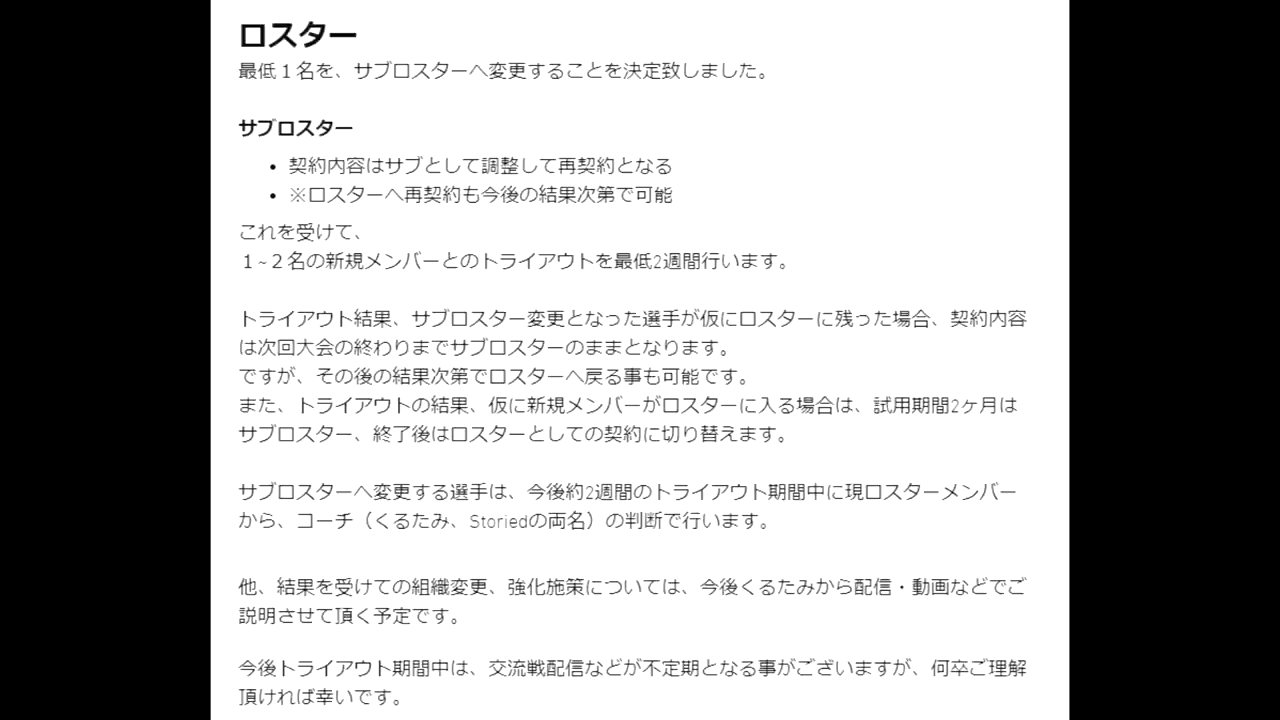 ロスター
最低１名を、サブロスターへ変更することを決定致しました。
サブロスター
• 契約内容はサブとして調整して再契約となる
• ※ロスターへ再契約も今後の結果次第で可能
これを受けて、
１~２名の新規メンバーとのトライアウトを最低2週間行います。
トライアウト結果、サブロスター変更となった選手が仮にロスターに残った場合、契約内容
は次回大会の終わりまでサブロスターのままとなります。
ですが、その後の結果次第でロスターへ戻る事も可能です。
また、トライアウトの結果、仮に新規メンバーがロスターに入る場合は、試用期間2ヶ月は
サブロスター、終了後はロスターとしての契約に切り替えます。
サブロスターへ変更する選手は、今後約2週間のトライアウト期間中に現ロスターメンバー
から、コーチ（くるたみ、Storiedの両名）の判断で行います。
他、結果を受けての組織変更、強化施策については、今後くるたみから配信・動画などでご
説明させて頂く予定です。
今後トライアウト期間中は、交流戦配信などが不定期となる事がございますが、何卒ご理解
頂ければ幸いです。